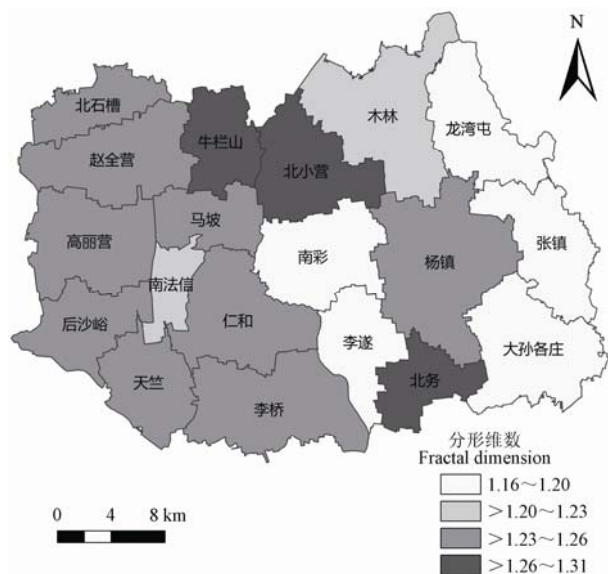 N
北石槽
木林
龙湾屯
牛栏山
赵全营
北小营
马坡
高丽营
张镇
南彩
杨镇
南法信
仁和
后沙峪
李遂
大孙各庄
北务
天竺
李桥
分形维数
Fractal dimension
1.16～1.20
＞1.20～1.23
＞1.23～1.26
＞1.26～1.31
0 4 8 km